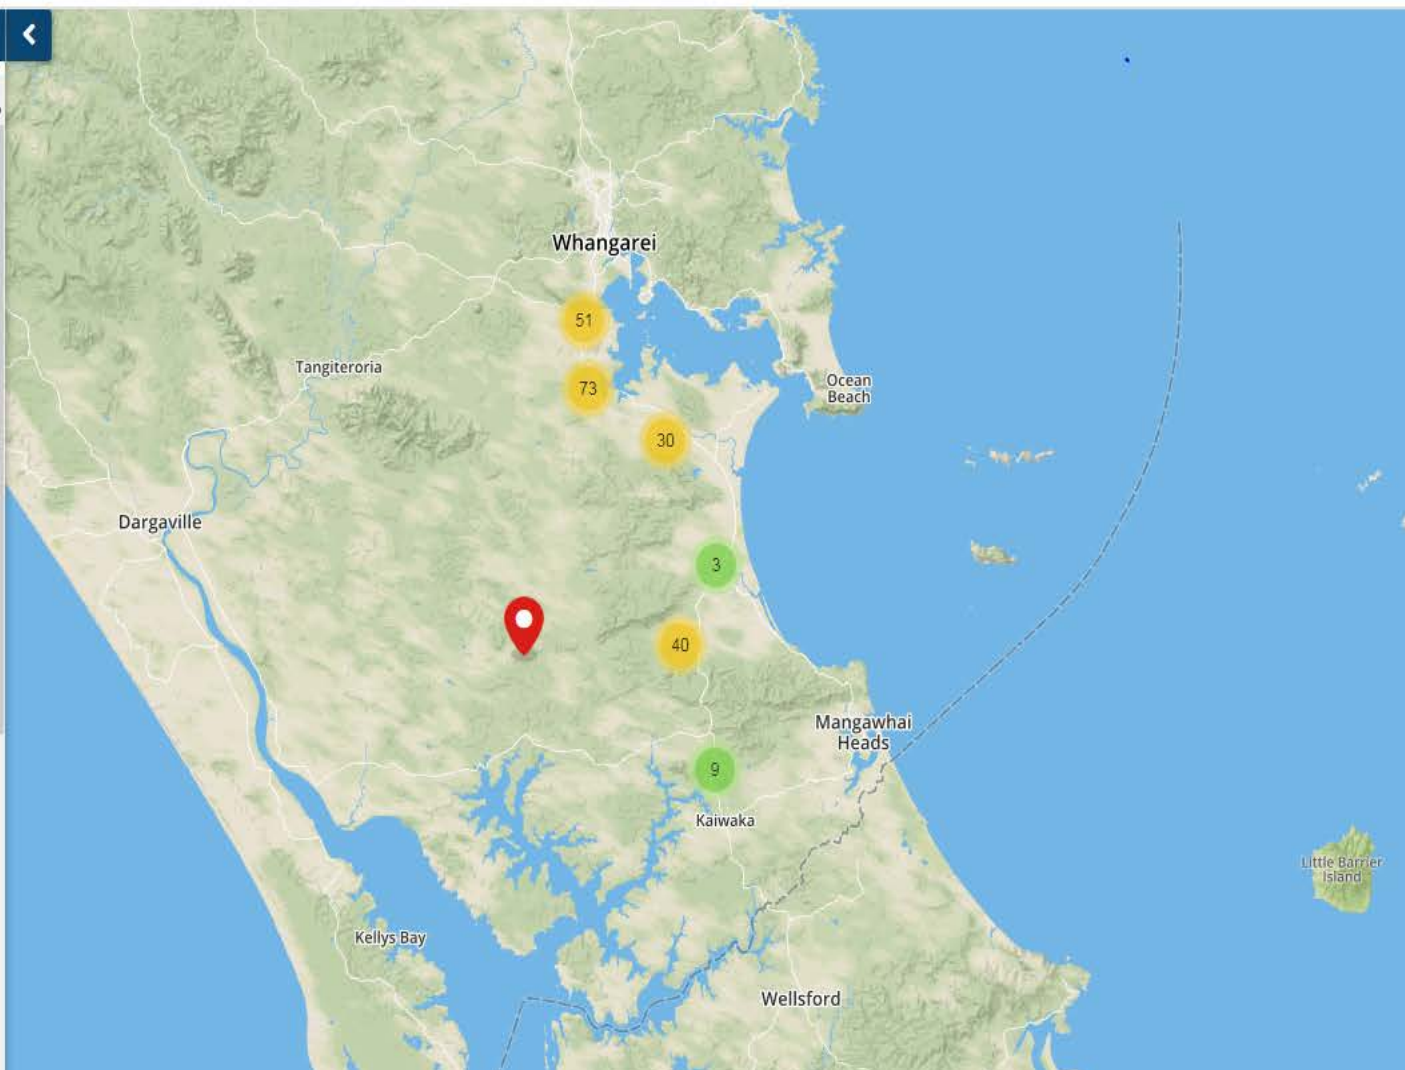 Whangarei
51
Tangiteroria
73
Ocean
Beach
30
Dargaville
3
40
Mangawhai
Heads
9
Kaiwaka
Little Barrier
Island
Kellys Bay
Wellsford